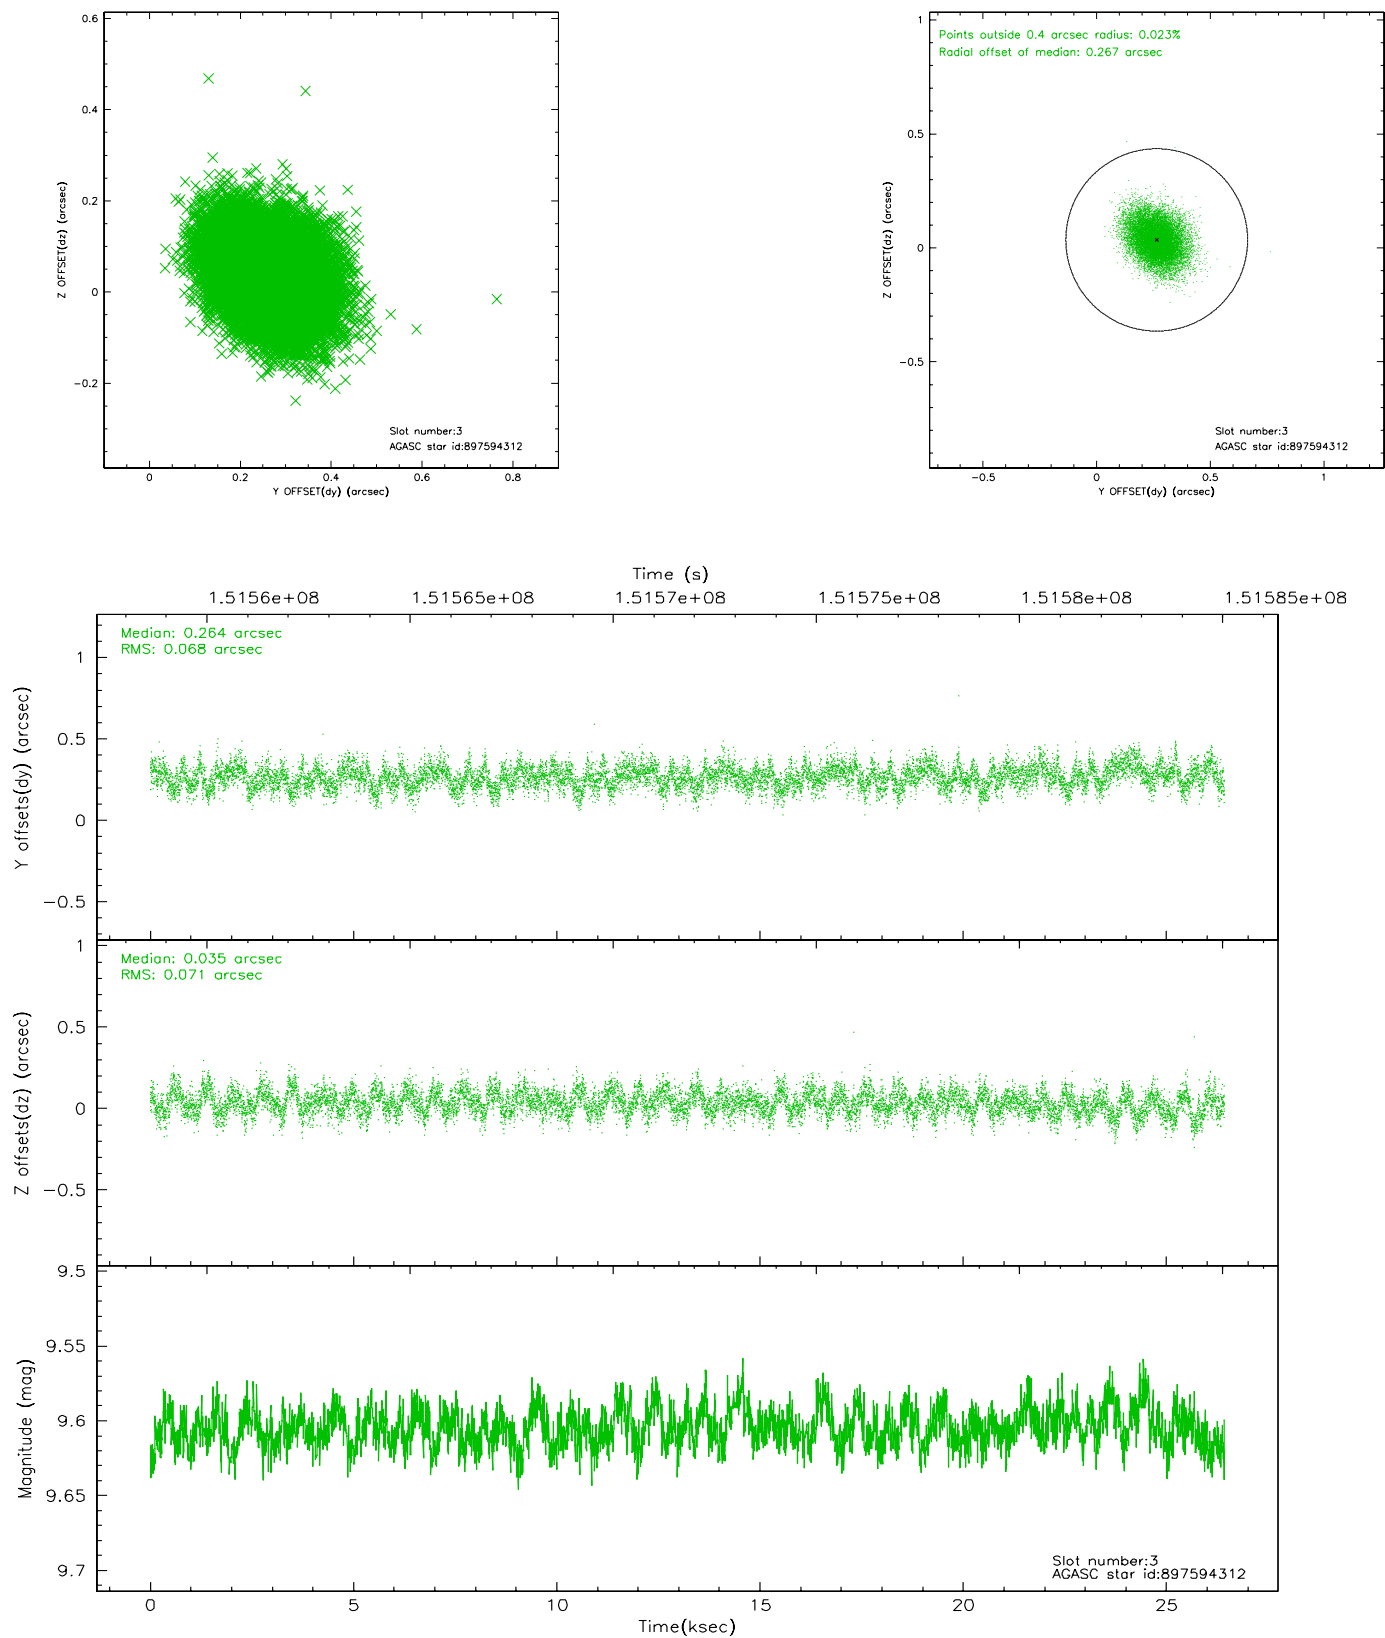 0.6
0.4
0.2
0
−0.2
Z OFFSET(dz) (arcsec)
Slot number:3
AGASC star id:897594312
0 0.2 0.4 0.6 0.8
Y OFFSET(dy) (arcsec)
Points outside 0.4 arcsec radius: 0.023%
Radial offset of median: 0.267 arcsec
1
0.5
0
−0.5
Z OFFSET(dz) (arcsec)
Slot number:3
AGASC star id:897594312
−0.5 0 0.5 1
Y OFFSET(dy) (arcsec)
Time (s)
1.5156e+08 1.51565e+08 1.5157e+08 1.51575e+08 1.5158e+08 1.51585e+08
Median: 0.264 arcsec
RMS: 0.068 arcsec
1
0.5
0
−0.5
Y offsets(dy) (arcsec)
Median: 0.035 arcsec
RMS: 0.071 arcsec
1
0.5
0
−0.5
Z offsets(dz) (arcsec)
9.5
9.55
9.6
9.65
9.7
Magnitude (mag)
Slot number:3
AGASC star id:897594312
0 5 10 15 20 25
Time(ksec)